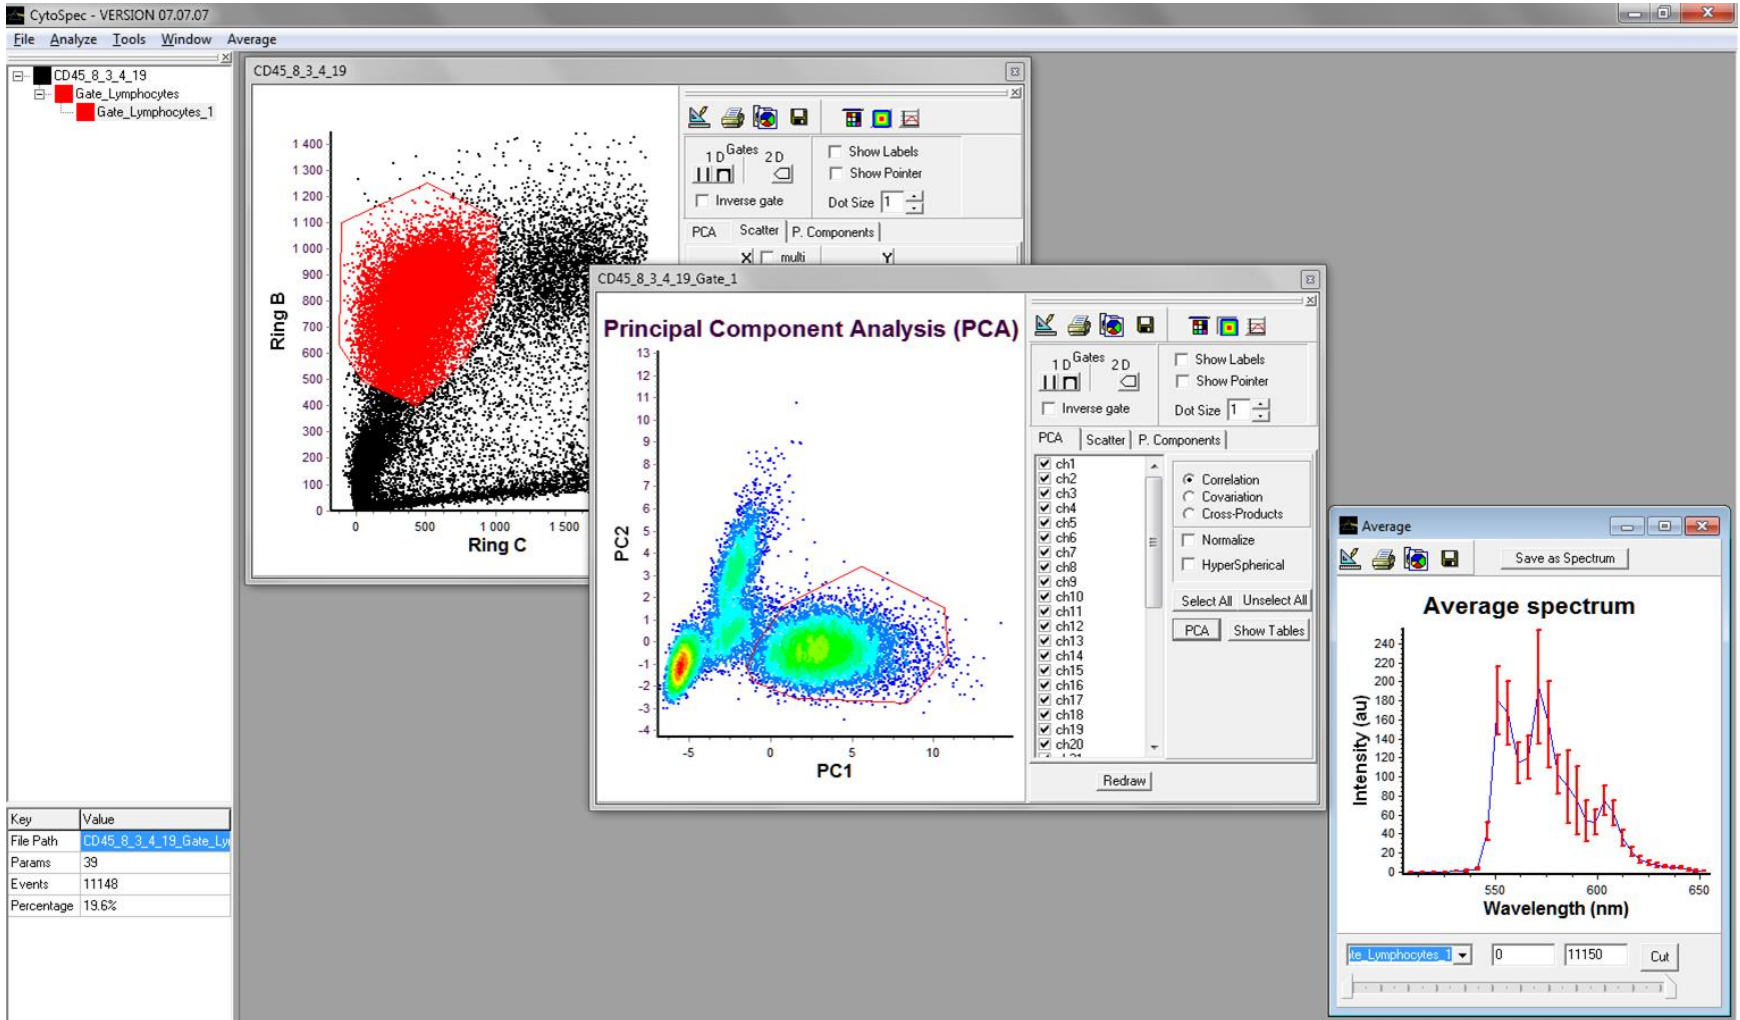 CytoSpec - VERSION 07.07.07
File Analyze Tools Window Average
CD45_8_3_4_19
Gate_Lymphocytes
Gate_Lymphocytes_1
Key Value
File Path CD45_8_3_4_19_Gate_Ly
Params 39
Events 11148
Percentage 19.6%
CD45_8_3_4_19
1 400
1 300
1 200
1 100
1 000
900
800
700
600
500
400
300
200
100
0
Ring B
0 500 1 000 1 500
Ring C
1 D Gates 2 D
Inverse gate
Show Labels
Show Pointer
Dot Size 1
PCA Scatter P. Components
X multi Y
CD45_8_3_4_19_Gate_1
Principal Component Analysis (PCA)
13
12
11
10
9
8
7
6
5
4
3
2
1
0
-1
-2
-3
-4
PC2
-5 0 5 10
PC1
1 D Gates 2 D
Inverse gate
Show Labels
Show Pointer
Dot Size 1
PCA Scatter P. Components
ch1
ch2
ch3
ch4
ch5
ch6
ch7
ch8
ch9
ch10
ch11
ch12
ch13
ch14
ch15
ch16
ch17
ch18
ch19
ch20
Correlation
Covariation
Cross-Products
Normalize
HyperSpherical
Select All Unselect All
PCA Show Tables
Redraw
Average
Save as Spectrum
Average spectrum
240
220
200
180
160
140
120
100
80
60
40
20
0
Intensity (au)
550 600 650
Wavelength (nm)
te_Lymphocytes_1 0 11150 Cut